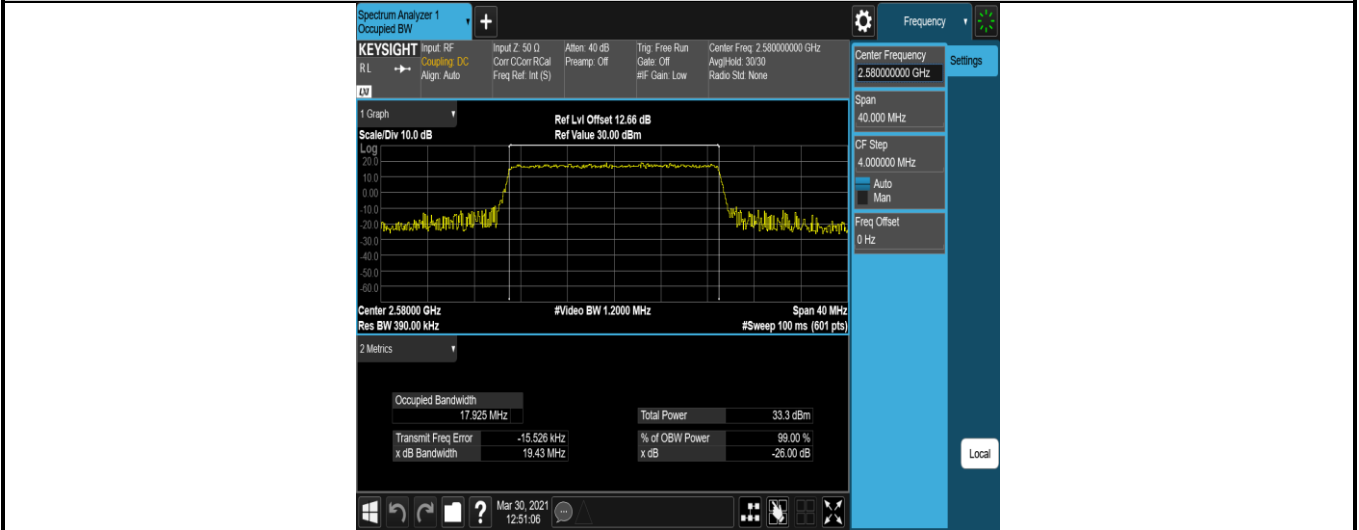 Spectrum Analyzer 1
Occupied BW
+
Frequency
KEYSIGHT
RL
LXI
Input: RF
Coupling: DC
Align: Auto
Input Z: 50 Ω
Corr CCorr RCal
Freq Ref: Int (S)
Atten: 40 dB
Preamp: Off
Trig: Free Run
Gate: Off
#IF Gain: Low
Center Freq: 2.580000000 GHz
Avg|Hold: 30/30
Radio Std: None
Center Frequency
2.580000000 GHz
Settings
Span
40.000 MHz
CF Step
4.000000 MHz
Auto
Man
Freq Offset
0 Hz
Local
1 Graph
Scale/Div 10.0 dB
Ref Lvl Offset 12.66 dB
Ref Value 30.00 dBm
Log
20.0
10.0
0.00
-10.0
-20.0
-30.0
-40.0
-50.0
-60.0
Center 2.58000 GHz
#Video BW 1.2000 MHz
Span 40 MHz
Res BW 390.00 kHz
#Sweep 100 ms (601 pts)
2 Metrics
Occupied Bandwidth
17.925 MHz
Total Power 33.3 dBm
Transmit Freq Error -15.526 kHz
% of OBW Power 99.00 %
x dB Bandwidth 19.43 MHz
x dB -26.00 dB
?
Mar 30, 2021
12:51:06